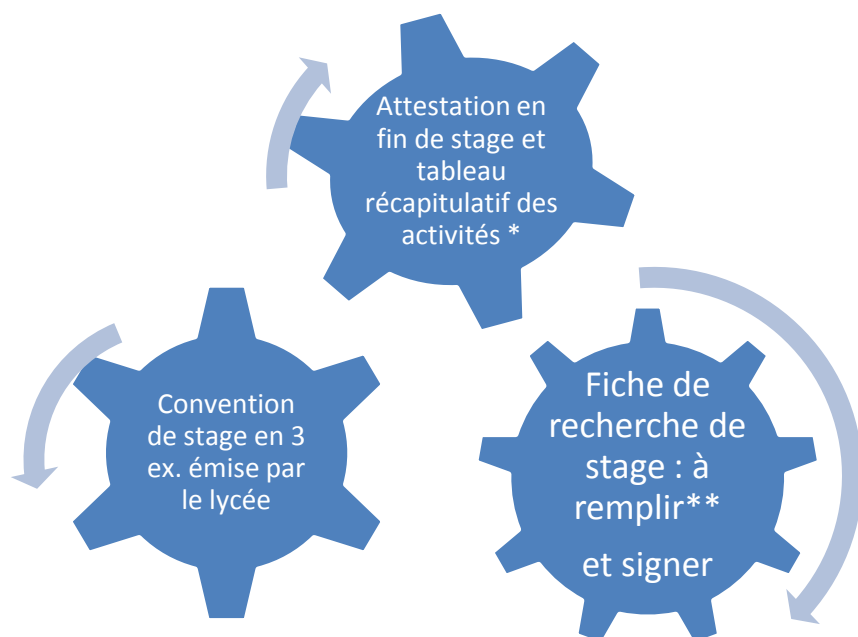 Attestation en
fin de stage et
tableau
récapitulatif des
activités *
Convention
de stage en 3
ex. émise par
le lycée
Fiche de
recherche de
stage : à
remplir**
et signer